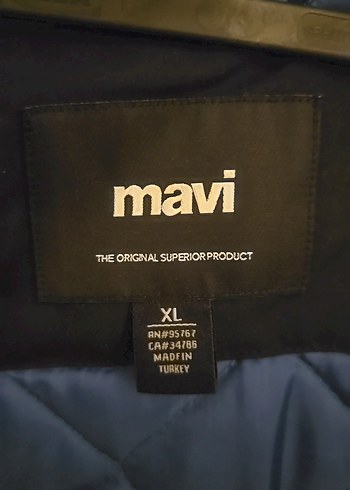 mavi
THE ORIGINAL SUPERIOR PRODUCT
XL
RN#95767
CA#34786
MADE IN
TURKEY